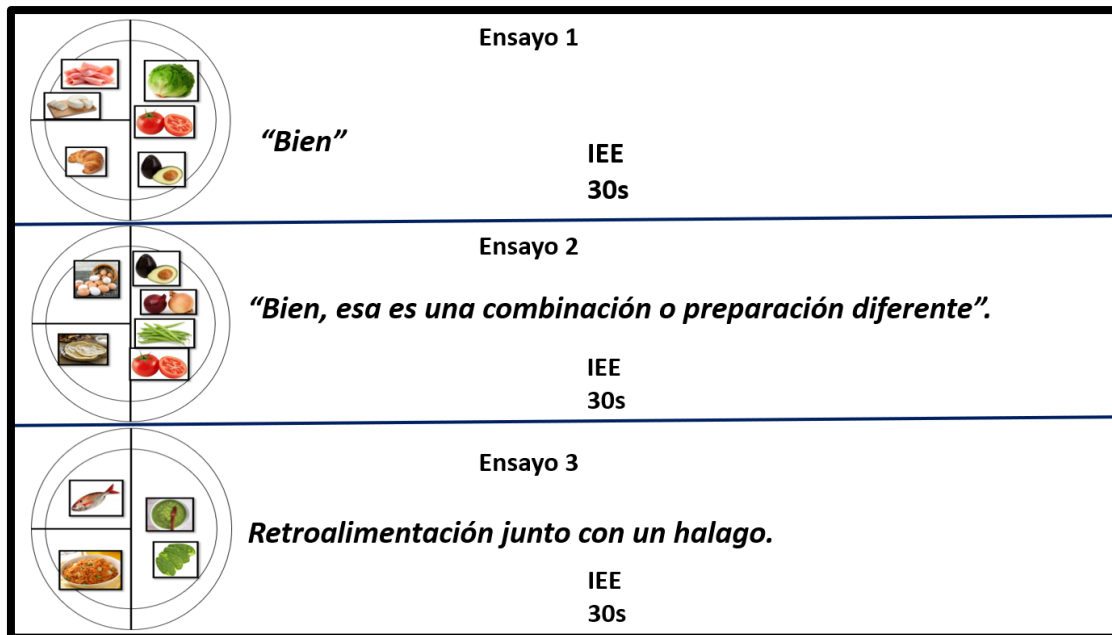 Ensayo 1
“Bien”
IEE
30s
Ensayo 2
“Bien, esa es una combinación o preparación diferente”.
IEE
30s
Ensayo 3
Retroalimentación junto con un halago.
IEE
30s